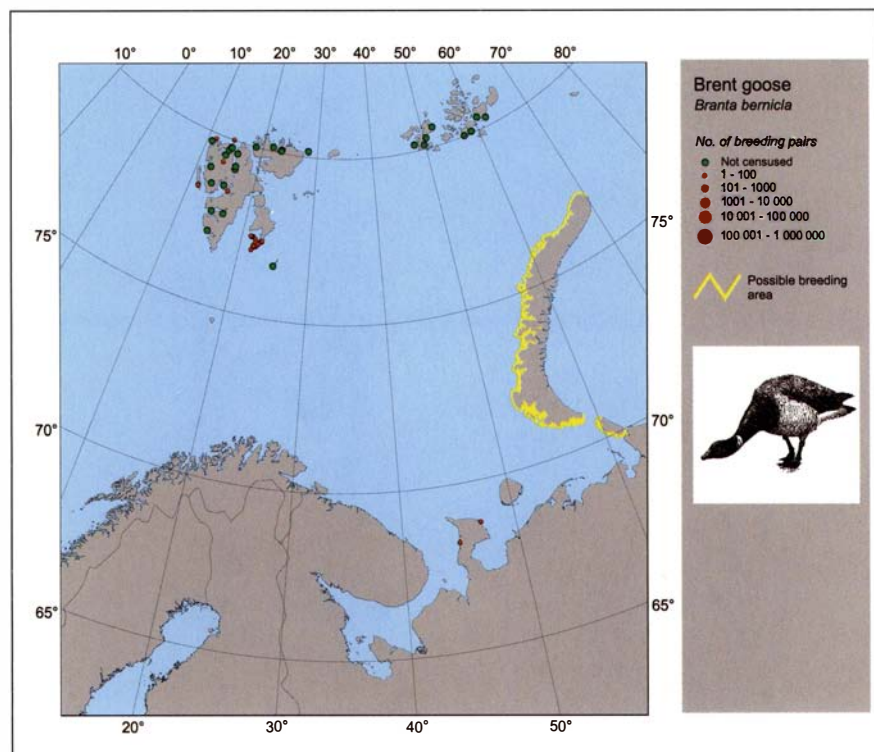 10° 0° 10° 20° 30° 40° 50° 60° 70° 80°
75°
70°
65°
75°
70°
65°
20° 30° 40° 50°
Brent goose
Branta bernicla
No. of breeding pairs
Not censused
1 - 100
101 - 1000
1001 - 10 000
10 001 - 100 000
100 001 - 1 000 000
Possible breeding
area